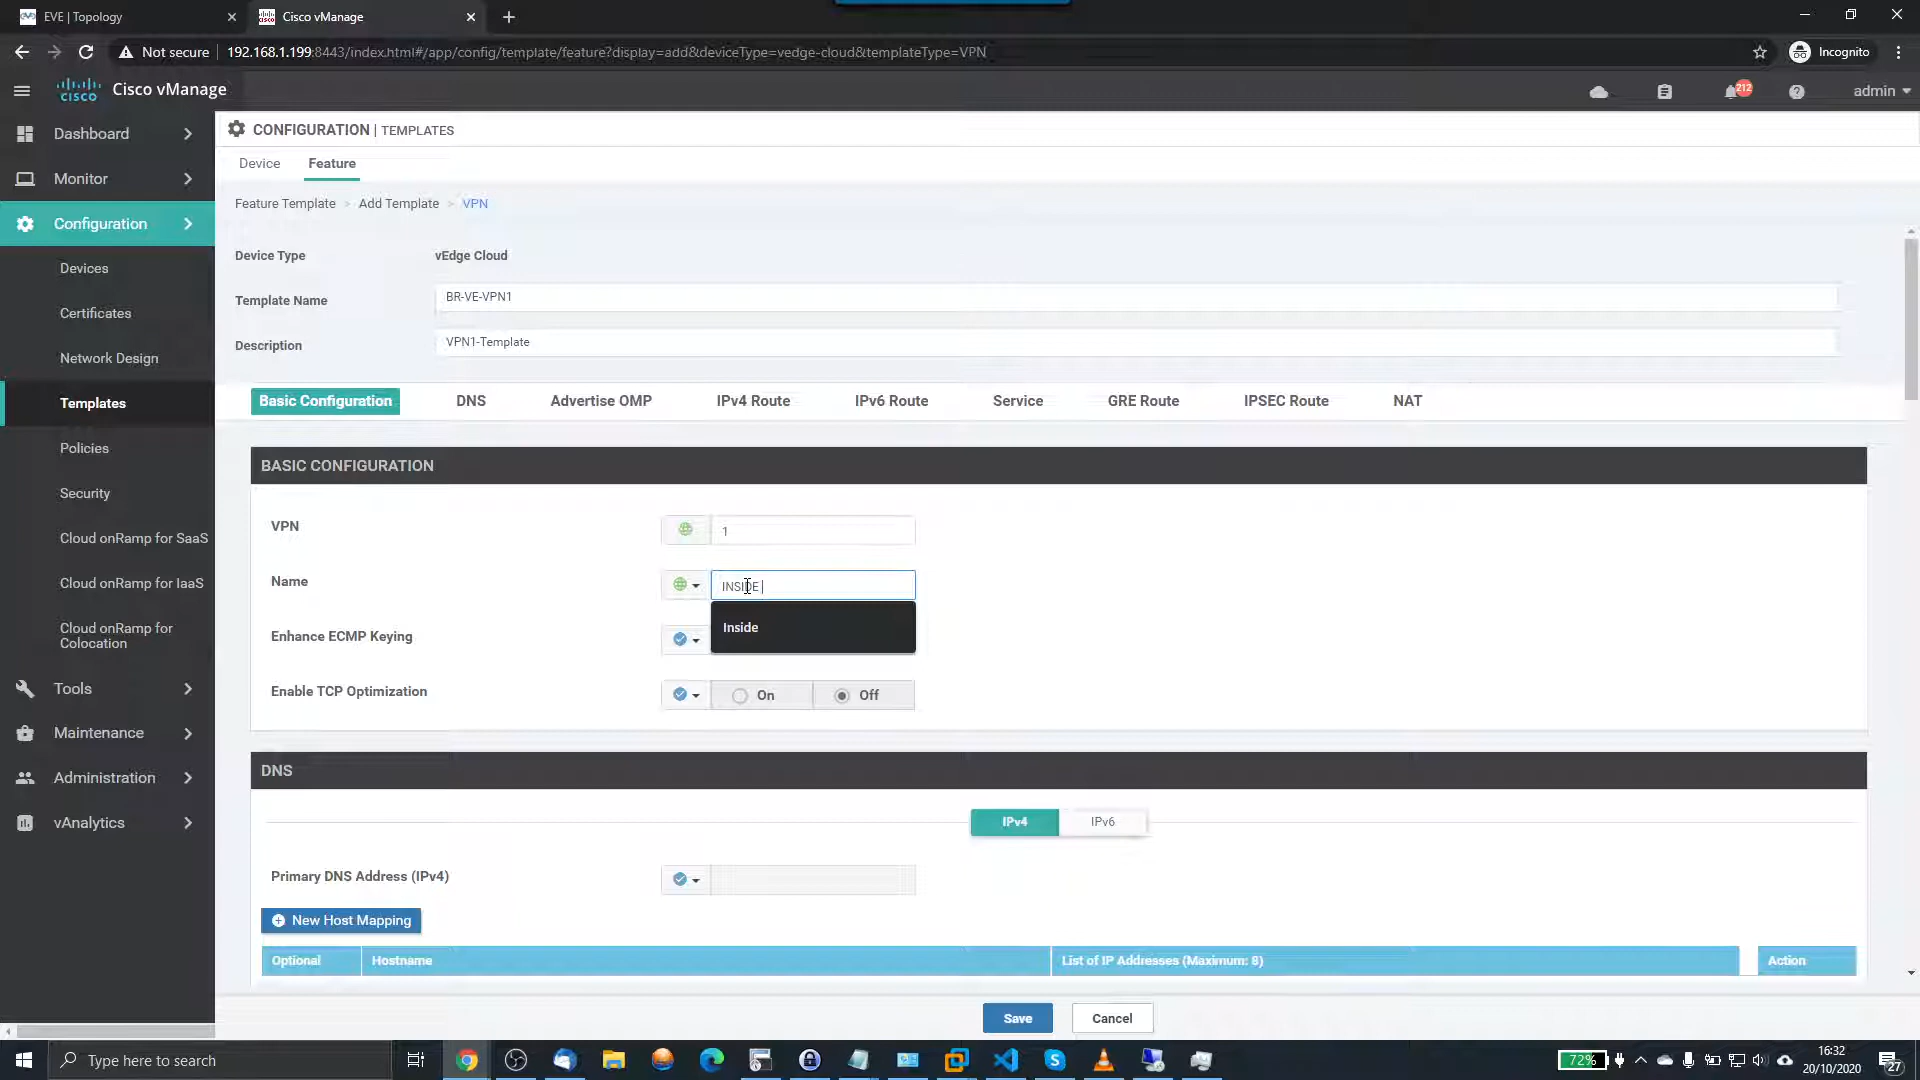 EVE | Topology
Cisco vManage
Not secure
192.168.1.199:8443/index.html#/app/config/template/feature?display=add&deviceType=vedge-cloud&templateType=VPN
Incognito
cisco
Cisco vManage
212
admin
Dashboard
Monitor
Configuration
Devices
Certificates
Network Design
Templates
Policies
Security
Cloud onRamp for SaaS
Cloud onRamp for IaaS
Cloud onRamp for
Colocation
Tools
Maintenance
Administration
vAnalytics
CONFIGURATION | TEMPLATES
Device
Feature
Feature Template > Add Template > VPN
Device Type
vEdge Cloud
Template Name
BR-VE-VPN1
Description
VPN1-Template
Basic Configuration
DNS
Advertise OMP
IPv4 Route
IPv6 Route
Service
GRE Route
IPSEC Route
NAT
BASIC CONFIGURATION
VPN
1
Name
INSIDE
Inside
Enhance ECMP Keying
Enable TCP Optimization
On
Off
DNS
IPv4
IPv6
Primary DNS Address (IPv4)
New Host Mapping
Optional
Hostname
List of IP Addresses (Maximum: 8)
Action
Save
Cancel
Type here to search
72%
16:32
20/10/2020
27